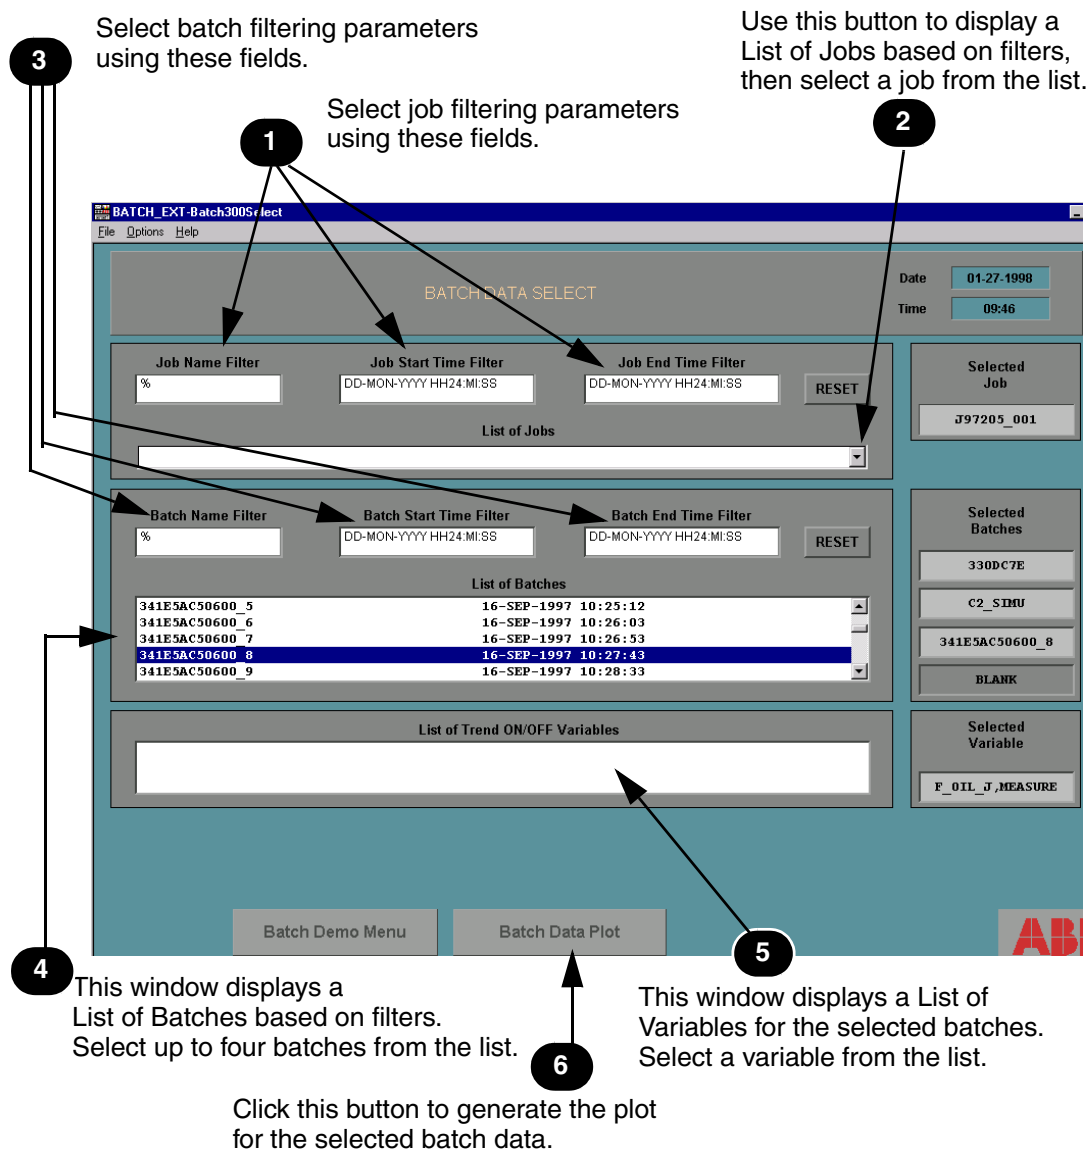 Select batch filtering parameters
using these fields.
3
Use this button to display a
List of Jobs based on filters,
then select a job from the list.
2
Select job filtering parameters
using these fields.
1
BATCH_EXT-Batch300Select
File Options Help
BATCH DATA SELECT
Date 01-27-1998
Time 09:46
Job Name Filter Job Start Time Filter Job End Time Filter
% DD-MON-YYYY HH24:MI:SS DD-MON-YYYY HH24:MI:SS RESET
List of Jobs
Selected
Job
J97205_001
Batch Name Filter Batch Start Time Filter Batch End Time Filter
% DD-MON-YYYY HH24:MI:SS DD-MON-YYYY HH24:MI:SS RESET
List of Batches
341E5AC50600_5 16-SEP-1997 10:25:12
341E5AC50600_6 16-SEP-1997 10:26:03
341E5AC50600_7 16-SEP-1997 10:26:53
341E5AC50600_8 16-SEP-1997 10:27:43
341E5AC50600_9 16-SEP-1997 10:28:33
Selected
Batches
330DC7E
C2_SIMU
341E5AC50600_8
BLANK
List of Trend ON/OFF Variables
Selected
Variable
F_OIL_J,MEASURE
Batch Demo Menu Batch Data Plot
4
This window displays a
List of Batches based on filters.
Select up to four batches from the list.
5
This window displays a List of
Variables for the selected batches.
Select a variable from the list.
6
Click this button to generate the plot
for the selected batch data.